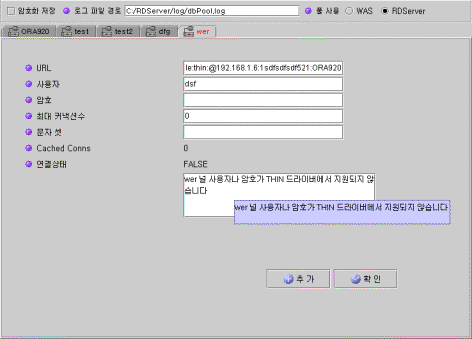 암호화 저장 로그 파일 경로 C:/RDServer/log/dbPool.log 풀 사용 WAS RDServer
ORA920 test test2 dfg wer
URL le:thin:@192.168.1.6:1sdfsdfsdf521:ORA920
사용자 dsf
암호
최대 커넥션수 0
문자 셋
Cached Conns 0
연결상태 FALSE
wer 널 사용자나 암호가 THIN 드라이버에서 지원되지 않
습니다
wer 널 사용자나 암호가 THIN 드라이버에서 지원되지 않습니다
추 가 확 인